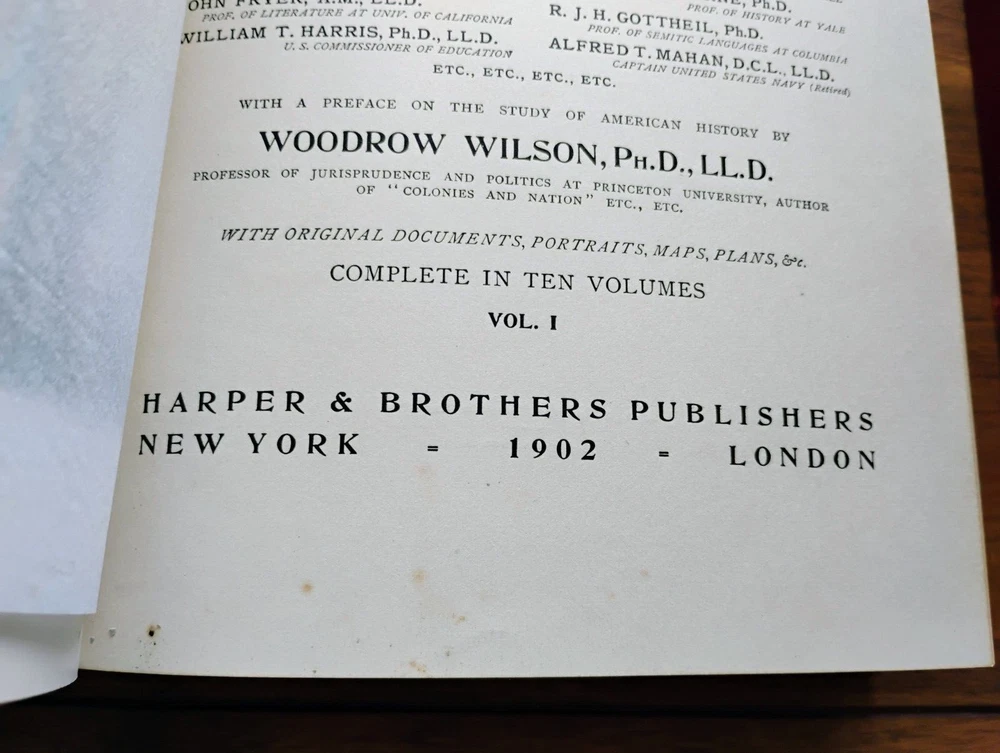 JOHN FRYER, A.M., LL.D.
PROF. OF LITERATURE AT UNIV. OF CALIFORNIA
WILLIAM T. HARRIS, Ph.D., LL.D.
U. S. COMMISSIONER OF EDUCATION
Ph.D.
PROF. OF HISTORY AT YALE
R. J. H. GOTTHEIL, Ph.D.
PROF. OF SEMITIC LANGUAGES AT COLUMBIA
ALFRED T. MAHAN, D.C.L., LL.D.
CAPTAIN UNITED STATES NAVY (Retired)
ETC., ETC., ETC., ETC.
WITH A PREFACE ON THE STUDY OF AMERICAN HISTORY BY
WOODROW WILSON, PH.D., LL.D.
PROFESSOR OF JURISPRUDENCE AND POLITICS AT PRINCETON UNIVERSITY, AUTHOR
OF "COLONIES AND NATION" ETC., ETC.
WITH ORIGINAL DOCUMENTS, PORTRAITS, MAPS, PLANS, &c.
COMPLETE IN TEN VOLUMES
VOL. I
HARPER & BROTHERS PUBLISHERS
NEW YORK = 1902 = LONDON